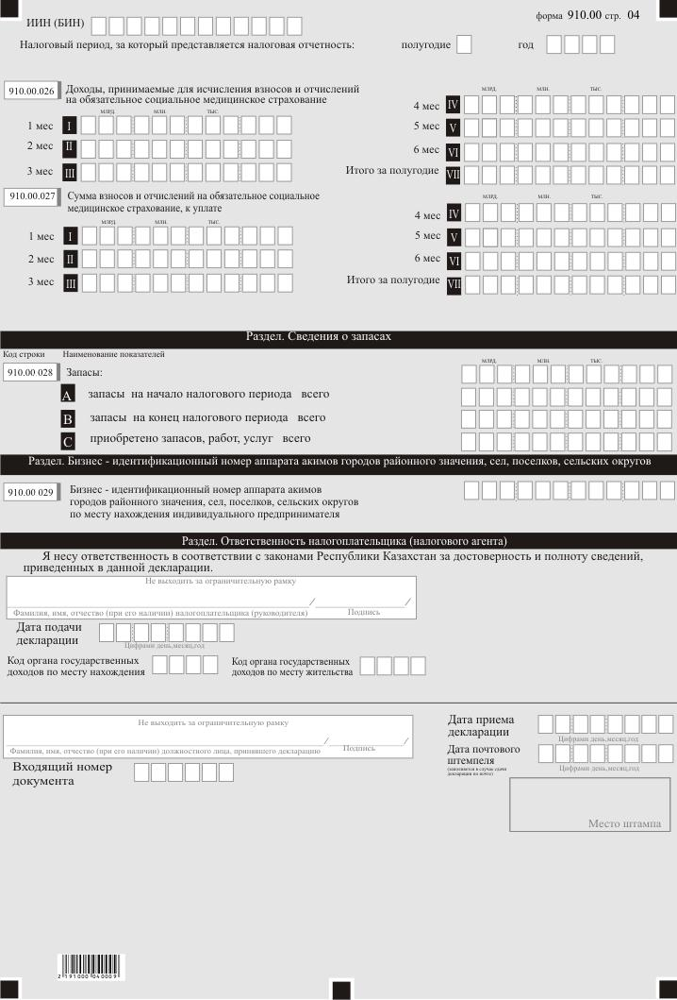 ИИН (БИН)
форма 910.00 стр. 04
Налоговый период, за который представляется налоговая отчетность: полугодие год
910.00.026 Доходы, принимаемые для исчисления взносов и отчислений
на обязательное социальное медицинское страхование
МЛРД. МЛН. ТЫС.
1 мес I
2 мес II
3 мес III
МЛРД. МЛН. ТЫС.
4 мес IV
5 мес V
6 мес VI
Итого за полугодие VII
910.00.027 Сумма взносов и отчислений на обязательное социальное
медицинское страхование, к уплате
МЛРД. МЛН. ТЫС.
1 мес I
2 мес II
3 мес III
МЛРД. МЛН. ТЫС.
4 мес IV
5 мес V
6 мес VI
Итого за полугодие VII
Раздел. Сведения о запасах
Код строки Наименование показателей
МЛРД. МЛН. ТЫС.
910.00 028 Запасы:
A запасы на начало налогового периода всего
B запасы на конец налогового периода всего
C приобретено запасов, работ, услуг всего
Раздел. Бизнес - идентификационный номер аппарата акимов городов районного значения, сел, поселков, сельских округов
910.00 029 Бизнес - идентификационный номер аппарата акимов
городов районного значения, сел, поселков, сельских округов
по месту нахождения индивидуального предпринимателя
Раздел. Ответственность налогоплательщика (налогового агента)
Я несу ответственность в соответствии с законами Республики Казахстан за достоверность и полноту сведений,
приведенных в данной декларации.
Не выходить за ограничительную рамку
/ /
Фамилия, имя, отчество (при его наличии) налогоплательщика (руководителя) Подпись
Дата подачи
декларации
Цифрами день,месяц,год
Код органа государственных
доходов по месту нахождения
Код органа государственных
доходов по месту жительства
Не выходить за ограничительную рамку
/ /
Фамилия, имя, отчество (при его наличии) должностного лица, принявшего декларацию Подпись
Входящий номер
документа
Дата приема
декларации
Цифрами день,месяц,год
Дата почтового
штемпеля
(заполняется в случае сдачи
декларации по почте)
Цифрами день,месяц,год
Место штампа
2191000 040009